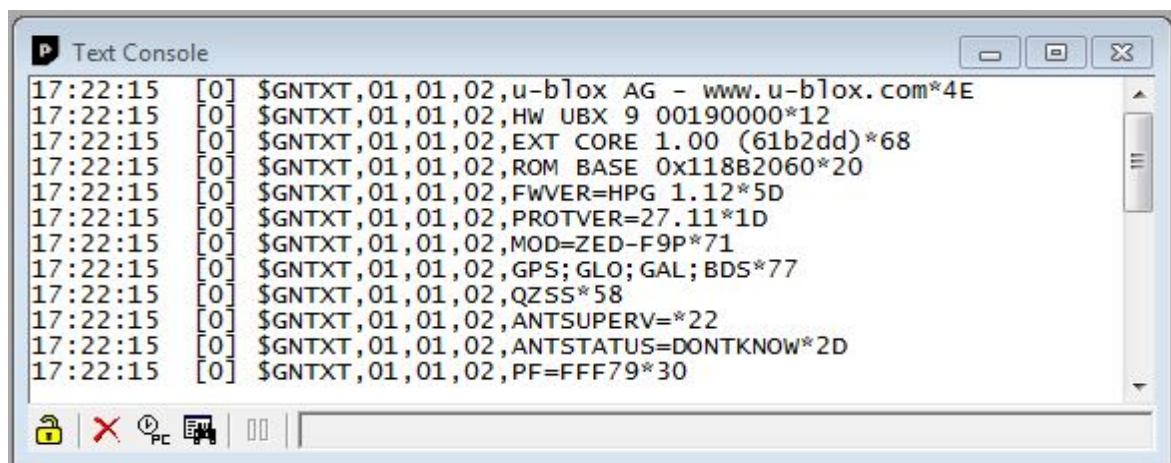 P Text Console
17:22:15 [0] $GNTXT,01,01,02,u-blox AG - www.u-blox.com*4E
17:22:15 [0] $GNTXT,01,01,02,HW UBX 9 00190000*12
17:22:15 [0] $GNTXT,01,01,02,EXT CORE 1.00 (61b2dd)*68
17:22:15 [0] $GNTXT,01,01,02,ROM BASE 0x118B2060*20
17:22:15 [0] $GNTXT,01,01,02,FWVER=HPG 1.12*5D
17:22:15 [0] $GNTXT,01,01,02,PROTVER=27.11*1D
17:22:15 [0] $GNTXT,01,01,02,MOD=ZED-F9P*71
17:22:15 [0] $GNTXT,01,01,02,GPS;GLO;GAL;BDS*77
17:22:15 [0] $GNTXT,01,01,02,QZSS*58
17:22:15 [0] $GNTXT,01,01,02,ANTSUPERV=*22
17:22:15 [0] $GNTXT,01,01,02,ANTSTATUS=DONTKNOW*2D
17:22:15 [0] $GNTXT,01,01,02,PF=FFF79*30
PC